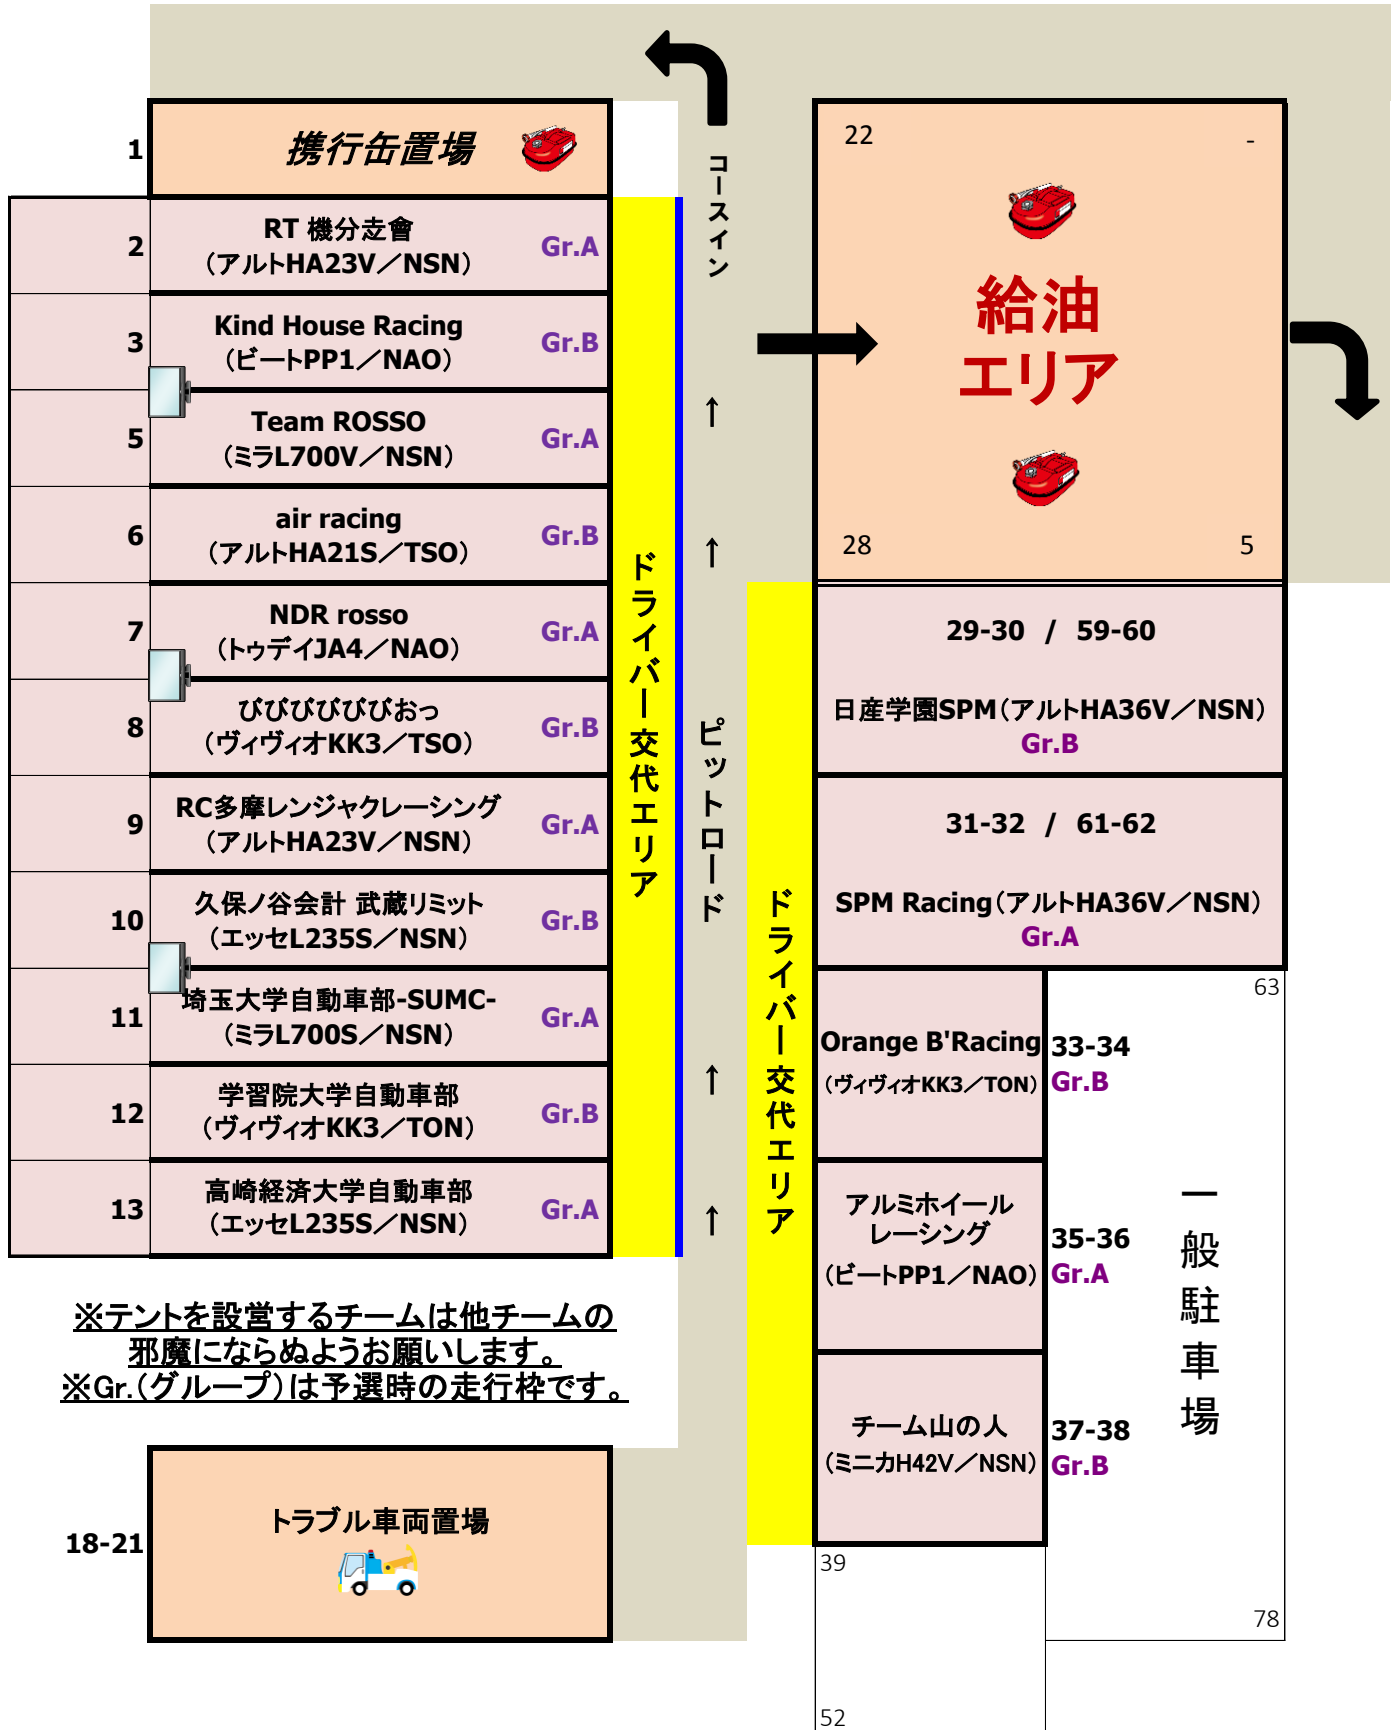 1
携行缶置場
2
RT 機分走會
(アルトHA23V／NSN)
Gr.A
3
Kind House Racing
(ビートPP1／NAO)
Gr.B
5
Team ROSSO
(ミラL700V／NSN)
Gr.A
6
air racing
(アルトHA21S／TSO)
Gr.B
7
NDR rosso
(トゥデイJA4／NAO)
Gr.A
8
びびびびびびおっ
(ヴィヴィオKK3／TSO)
Gr.B
9
RC多摩レンジャクレーシング
(アルトHA23V／NSN)
Gr.A
10
久保ノ谷会計 武蔵リミット
(エッセL235S／NSN)
Gr.B
11
埼玉大学自動車部-SUMC-
(ミラL700S／NSN)
Gr.A
12
学習院大学自動車部
(ヴィヴィオKK3／TON)
Gr.B
13
高崎経済大学自動車部
(エッセL235S／NSN)
Gr.A
※テントを設営するチームは他チームの
邪魔にならぬようお願いします。
※Gr.(グループ)は予選時の走行枠です。
18-21
トラブル車両置場
ドライバー交代エリア
コースイン
↑
↑
ピットロード
↑
↑
ドライバー交代エリア
22
-
給油
エリア
28
5
29-30 / 59-60
日産学園SPM(アルトHA36V／NSN)
Gr.B
31-32 / 61-62
SPM Racing(アルトHA36V／NSN)
Gr.A
Orange B'Racing
(ヴィヴィオKK3／TON)
33-34
Gr.B
アルミホイール
レーシング
(ビートPP1／NAO)
35-36
Gr.A
チーム山の人
(ミニカH42V／NSN)
37-38
Gr.B
63
一般駐車場
78
39
52